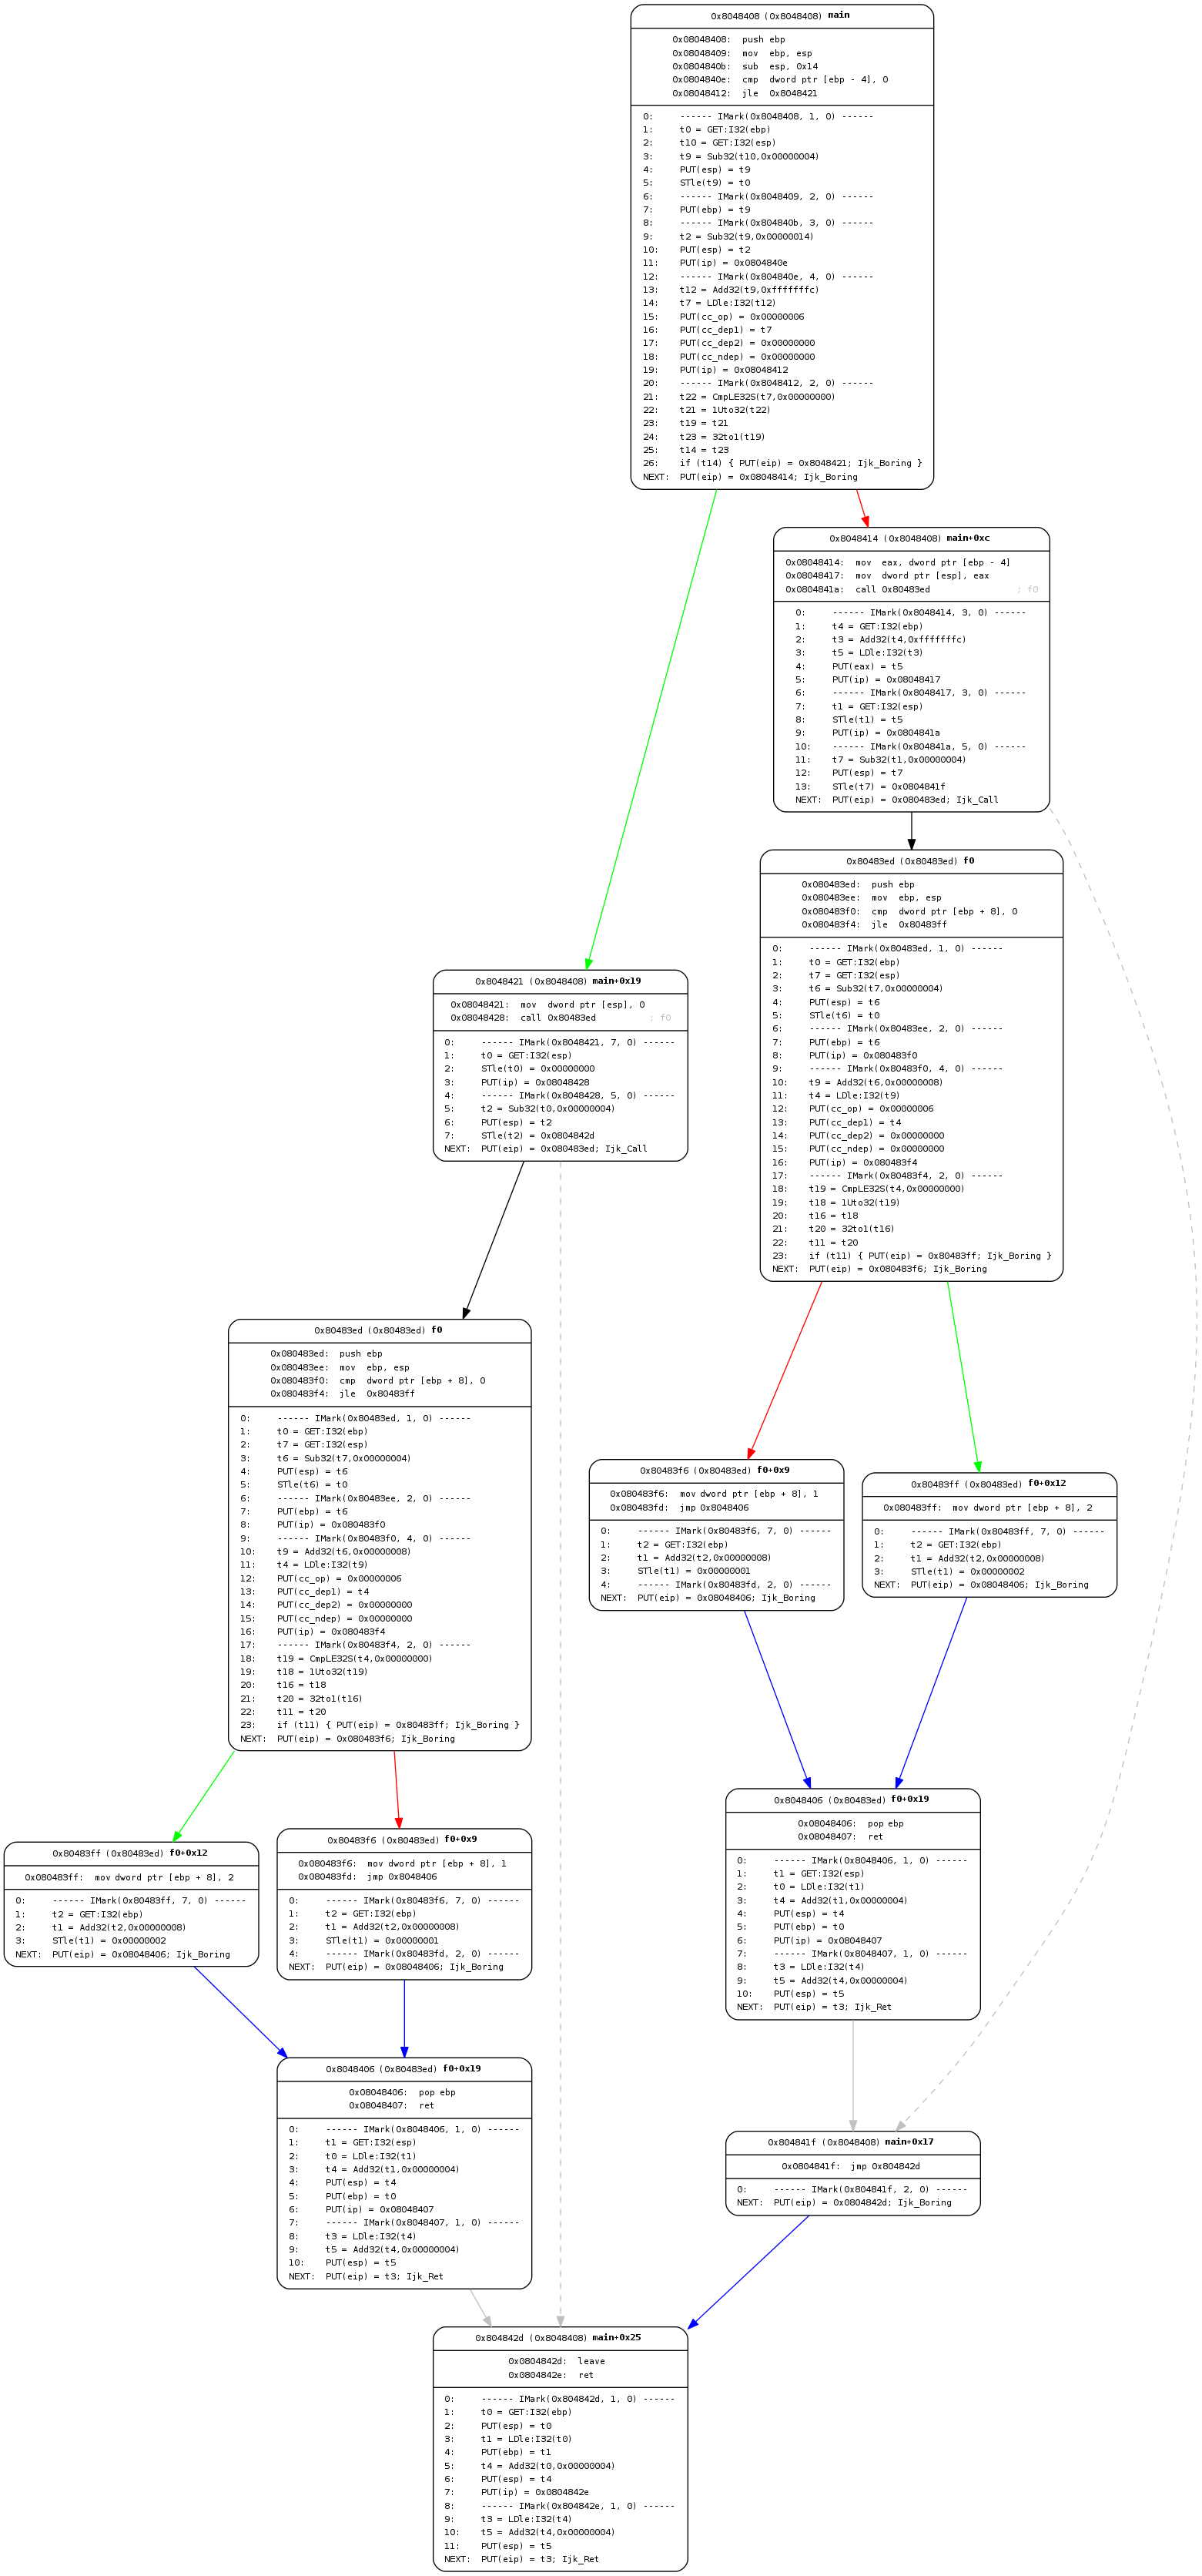 0x8048408 (0x8048408) main
0x08048408: push ebp
0x08048409: mov ebp, esp
0x0804840b: sub esp, 0x14
0x0804840e: cmp dword ptr [ebp - 4], 0
0x08048412: jle 0x8048421
0: ------ IMark(0x8048408, 1, 0) ------
1: t0 = GET:I32(ebp)
2: t10 = GET:I32(esp)
3: t9 = Sub32(t10,0x00000004)
4: PUT(esp) = t9
5: STle(t9) = t0
6: ------ IMark(0x8048409, 2, 0) ------
7: PUT(ebp) = t9
8: ------ IMark(0x804840b, 3, 0) ------
9: t2 = Sub32(t9,0x00000014)
10: PUT(esp) = t2
11: PUT(ip) = 0x0804840e
12: ------ IMark(0x804840e, 4, 0) ------
13: t12 = Add32(t9,0xfffffffc)
14: t7 = LDle:I32(t12)
15: PUT(cc_op) = 0x00000006
16: PUT(cc_dep1) = t7
17: PUT(cc_dep2) = 0x00000000
18: PUT(cc_ndep) = 0x00000000
19: PUT(ip) = 0x08048412
20: ------ IMark(0x8048412, 2, 0) ------
21: t22 = CmpLE32S(t7,0x00000000)
22: t21 = 1Uto32(t22)
23: t19 = t21
24: t23 = 32to1(t19)
25: t14 = t23
26: if (t14) { PUT(eip) = 0x8048421; Ijk_Boring }
NEXT: PUT(eip) = 0x08048414; Ijk_Boring
0x8048414 (0x8048408) main+0xc
0x08048414: mov eax, dword ptr [ebp - 4]
0x08048417: mov dword ptr [esp], eax
0x0804841a: call 0x80483ed ; f0
0: ------ IMark(0x8048414, 3, 0) ------
1: t4 = GET:I32(ebp)
2: t3 = Add32(t4,0xfffffffc)
3: t5 = LDle:I32(t3)
4: PUT(eax) = t5
5: PUT(ip) = 0x08048417
6: ------ IMark(0x8048417, 3, 0) ------
7: t1 = GET:I32(esp)
8: STle(t1) = t5
9: PUT(ip) = 0x0804841a
10: ------ IMark(0x804841a, 5, 0) ------
11: t7 = Sub32(t1,0x00000004)
12: PUT(esp) = t7
13: STle(t7) = 0x0804841f
NEXT: PUT(eip) = 0x080483ed; Ijk_Call
0x80483ed (0x80483ed) f0
0x080483ed: push ebp
0x080483ee: mov ebp, esp
0x080483f0: cmp dword ptr [ebp + 8], 0
0x080483f4: jle 0x80483ff
0: ------ IMark(0x80483ed, 1, 0) ------
1: t0 = GET:I32(ebp)
2: t7 = GET:I32(esp)
3: t6 = Sub32(t7,0x00000004)
4: PUT(esp) = t6
5: STle(t6) = t0
6: ------ IMark(0x80483ee, 2, 0) ------
7: PUT(ebp) = t6
8: PUT(ip) = 0x080483f0
9: ------ IMark(0x80483f0, 4, 0) ------
10: t9 = Add32(t6,0x00000008)
11: t4 = LDle:I32(t9)
12: PUT(cc_op) = 0x00000006
13: PUT(cc_dep1) = t4
14: PUT(cc_dep2) = 0x00000000
15: PUT(cc_ndep) = 0x00000000
16: PUT(ip) = 0x080483f4
17: ------ IMark(0x80483f4, 2, 0) ------
18: t19 = CmpLE32S(t4,0x00000000)
19: t18 = 1Uto32(t19)
20: t16 = t18
21: t20 = 32to1(t16)
22: t11 = t20
23: if (t11) { PUT(eip) = 0x80483ff; Ijk_Boring }
NEXT: PUT(eip) = 0x080483f6; Ijk_Boring
0x8048421 (0x8048408) main+0x19
0x08048421: mov dword ptr [esp], 0
0x08048428: call 0x80483ed ; f0
0: ------ IMark(0x8048421, 7, 0) ------
1: t0 = GET:I32(esp)
2: STle(t0) = 0x00000000
3: PUT(ip) = 0x08048428
4: ------ IMark(0x8048428, 5, 0) ------
5: t2 = Sub32(t0,0x00000004)
6: PUT(esp) = t2
7: STle(t2) = 0x0804842d
NEXT: PUT(eip) = 0x080483ed; Ijk_Call
0x80483ed (0x80483ed) f0
0x080483ed: push ebp
0x080483ee: mov ebp, esp
0x080483f0: cmp dword ptr [ebp + 8], 0
0x080483f4: jle 0x80483ff
0: ------ IMark(0x80483ed, 1, 0) ------
1: t0 = GET:I32(ebp)
2: t7 = GET:I32(esp)
3: t6 = Sub32(t7,0x00000004)
4: PUT(esp) = t6
5: STle(t6) = t0
6: ------ IMark(0x80483ee, 2, 0) ------
7: PUT(ebp) = t6
8: PUT(ip) = 0x080483f0
9: ------ IMark(0x80483f0, 4, 0) ------
10: t9 = Add32(t6,0x00000008)
11: t4 = LDle:I32(t9)
12: PUT(cc_op) = 0x00000006
13: PUT(cc_dep1) = t4
14: PUT(cc_dep2) = 0x00000000
15: PUT(cc_ndep) = 0x00000000
16: PUT(ip) = 0x080483f4
17: ------ IMark(0x80483f4, 2, 0) ------
18: t19 = CmpLE32S(t4,0x00000000)
19: t18 = 1Uto32(t19)
20: t16 = t18
21: t20 = 32to1(t16)
22: t11 = t20
23: if (t11) { PUT(eip) = 0x80483ff; Ijk_Boring }
NEXT: PUT(eip) = 0x080483f6; Ijk_Boring
0x80483f6 (0x80483ed) f0+0x9
0x080483f6: mov dword ptr [ebp + 8], 1
0x080483fd: jmp 0x8048406
0: ------ IMark(0x80483f6, 7, 0) ------
1: t2 = GET:I32(ebp)
2: t1 = Add32(t2,0x00000008)
3: STle(t1) = 0x00000001
4: ------ IMark(0x80483fd, 2, 0) ------
NEXT: PUT(eip) = 0x08048406; Ijk_Boring
0x80483ff (0x80483ed) f0+0x12
0x080483ff: mov dword ptr [ebp + 8], 2
0: ------ IMark(0x80483ff, 7, 0) ------
1: t2 = GET:I32(ebp)
2: t1 = Add32(t2,0x00000008)
3: STle(t1) = 0x00000002
NEXT: PUT(eip) = 0x08048406; Ijk_Boring
0x8048406 (0x80483ed) f0+0x19
0x08048406: pop ebp
0x08048407: ret
0: ------ IMark(0x8048406, 1, 0) ------
1: t1 = GET:I32(esp)
2: t0 = LDle:I32(t1)
3: t4 = Add32(t1,0x00000004)
4: PUT(esp) = t4
5: PUT(ebp) = t0
6: PUT(ip) = 0x08048407
7: ------ IMark(0x8048407, 1, 0) ------
8: t3 = LDle:I32(t4)
9: t5 = Add32(t4,0x00000004)
10: PUT(esp) = t5
NEXT: PUT(eip) = t3; Ijk_Ret
0x80483ff (0x80483ed) f0+0x12
0x080483ff: mov dword ptr [ebp + 8], 2
0: ------ IMark(0x80483ff, 7, 0) ------
1: t2 = GET:I32(ebp)
2: t1 = Add32(t2,0x00000008)
3: STle(t1) = 0x00000002
NEXT: PUT(eip) = 0x08048406; Ijk_Boring
0x80483f6 (0x80483ed) f0+0x9
0x080483f6: mov dword ptr [ebp + 8], 1
0x080483fd: jmp 0x8048406
0: ------ IMark(0x80483f6, 7, 0) ------
1: t2 = GET:I32(ebp)
2: t1 = Add32(t2,0x00000008)
3: STle(t1) = 0x00000001
4: ------ IMark(0x80483fd, 2, 0) ------
NEXT: PUT(eip) = 0x08048406; Ijk_Boring
0x8048406 (0x80483ed) f0+0x19
0x08048406: pop ebp
0x08048407: ret
0: ------ IMark(0x8048406, 1, 0) ------
1: t1 = GET:I32(esp)
2: t0 = LDle:I32(t1)
3: t4 = Add32(t1,0x00000004)
4: PUT(esp) = t4
5: PUT(ebp) = t0
6: PUT(ip) = 0x08048407
7: ------ IMark(0x8048407, 1, 0) ------
8: t3 = LDle:I32(t4)
9: t5 = Add32(t4,0x00000004)
10: PUT(esp) = t5
NEXT: PUT(eip) = t3; Ijk_Ret
0x804841f (0x8048408) main+0x17
0x0804841f: jmp 0x804842d
0: ------ IMark(0x804841f, 2, 0) ------
NEXT: PUT(eip) = 0x0804842d; Ijk_Boring
0x804842d (0x8048408) main+0x25
0x0804842d: leave
0x0804842e: ret
0: ------ IMark(0x804842d, 1, 0) ------
1: t0 = GET:I32(ebp)
2: PUT(esp) = t0
3: t1 = LDle:I32(t0)
4: PUT(ebp) = t1
5: t4 = Add32(t0,0x00000004)
6: PUT(esp) = t4
7: PUT(ip) = 0x0804842e
8: ------ IMark(0x804842e, 1, 0) ------
9: t3 = LDle:I32(t4)
10: t5 = Add32(t4,0x00000004)
11: PUT(esp) = t5
NEXT: PUT(eip) = t3; Ijk_Ret